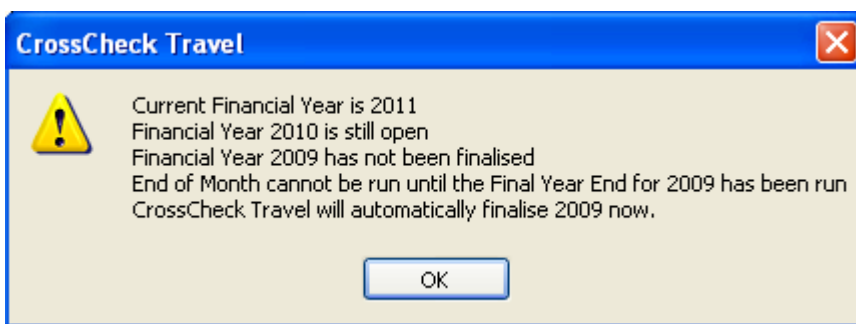 CrossCheck Travel
Current Financial Year is 2011
Financial Year 2010 is still open
Financial Year 2009 has not been finalised
End of Month cannot be run until the Final Year End for 2009 has been run
CrossCheck Travel will automatically finalise 2009 now.
OK